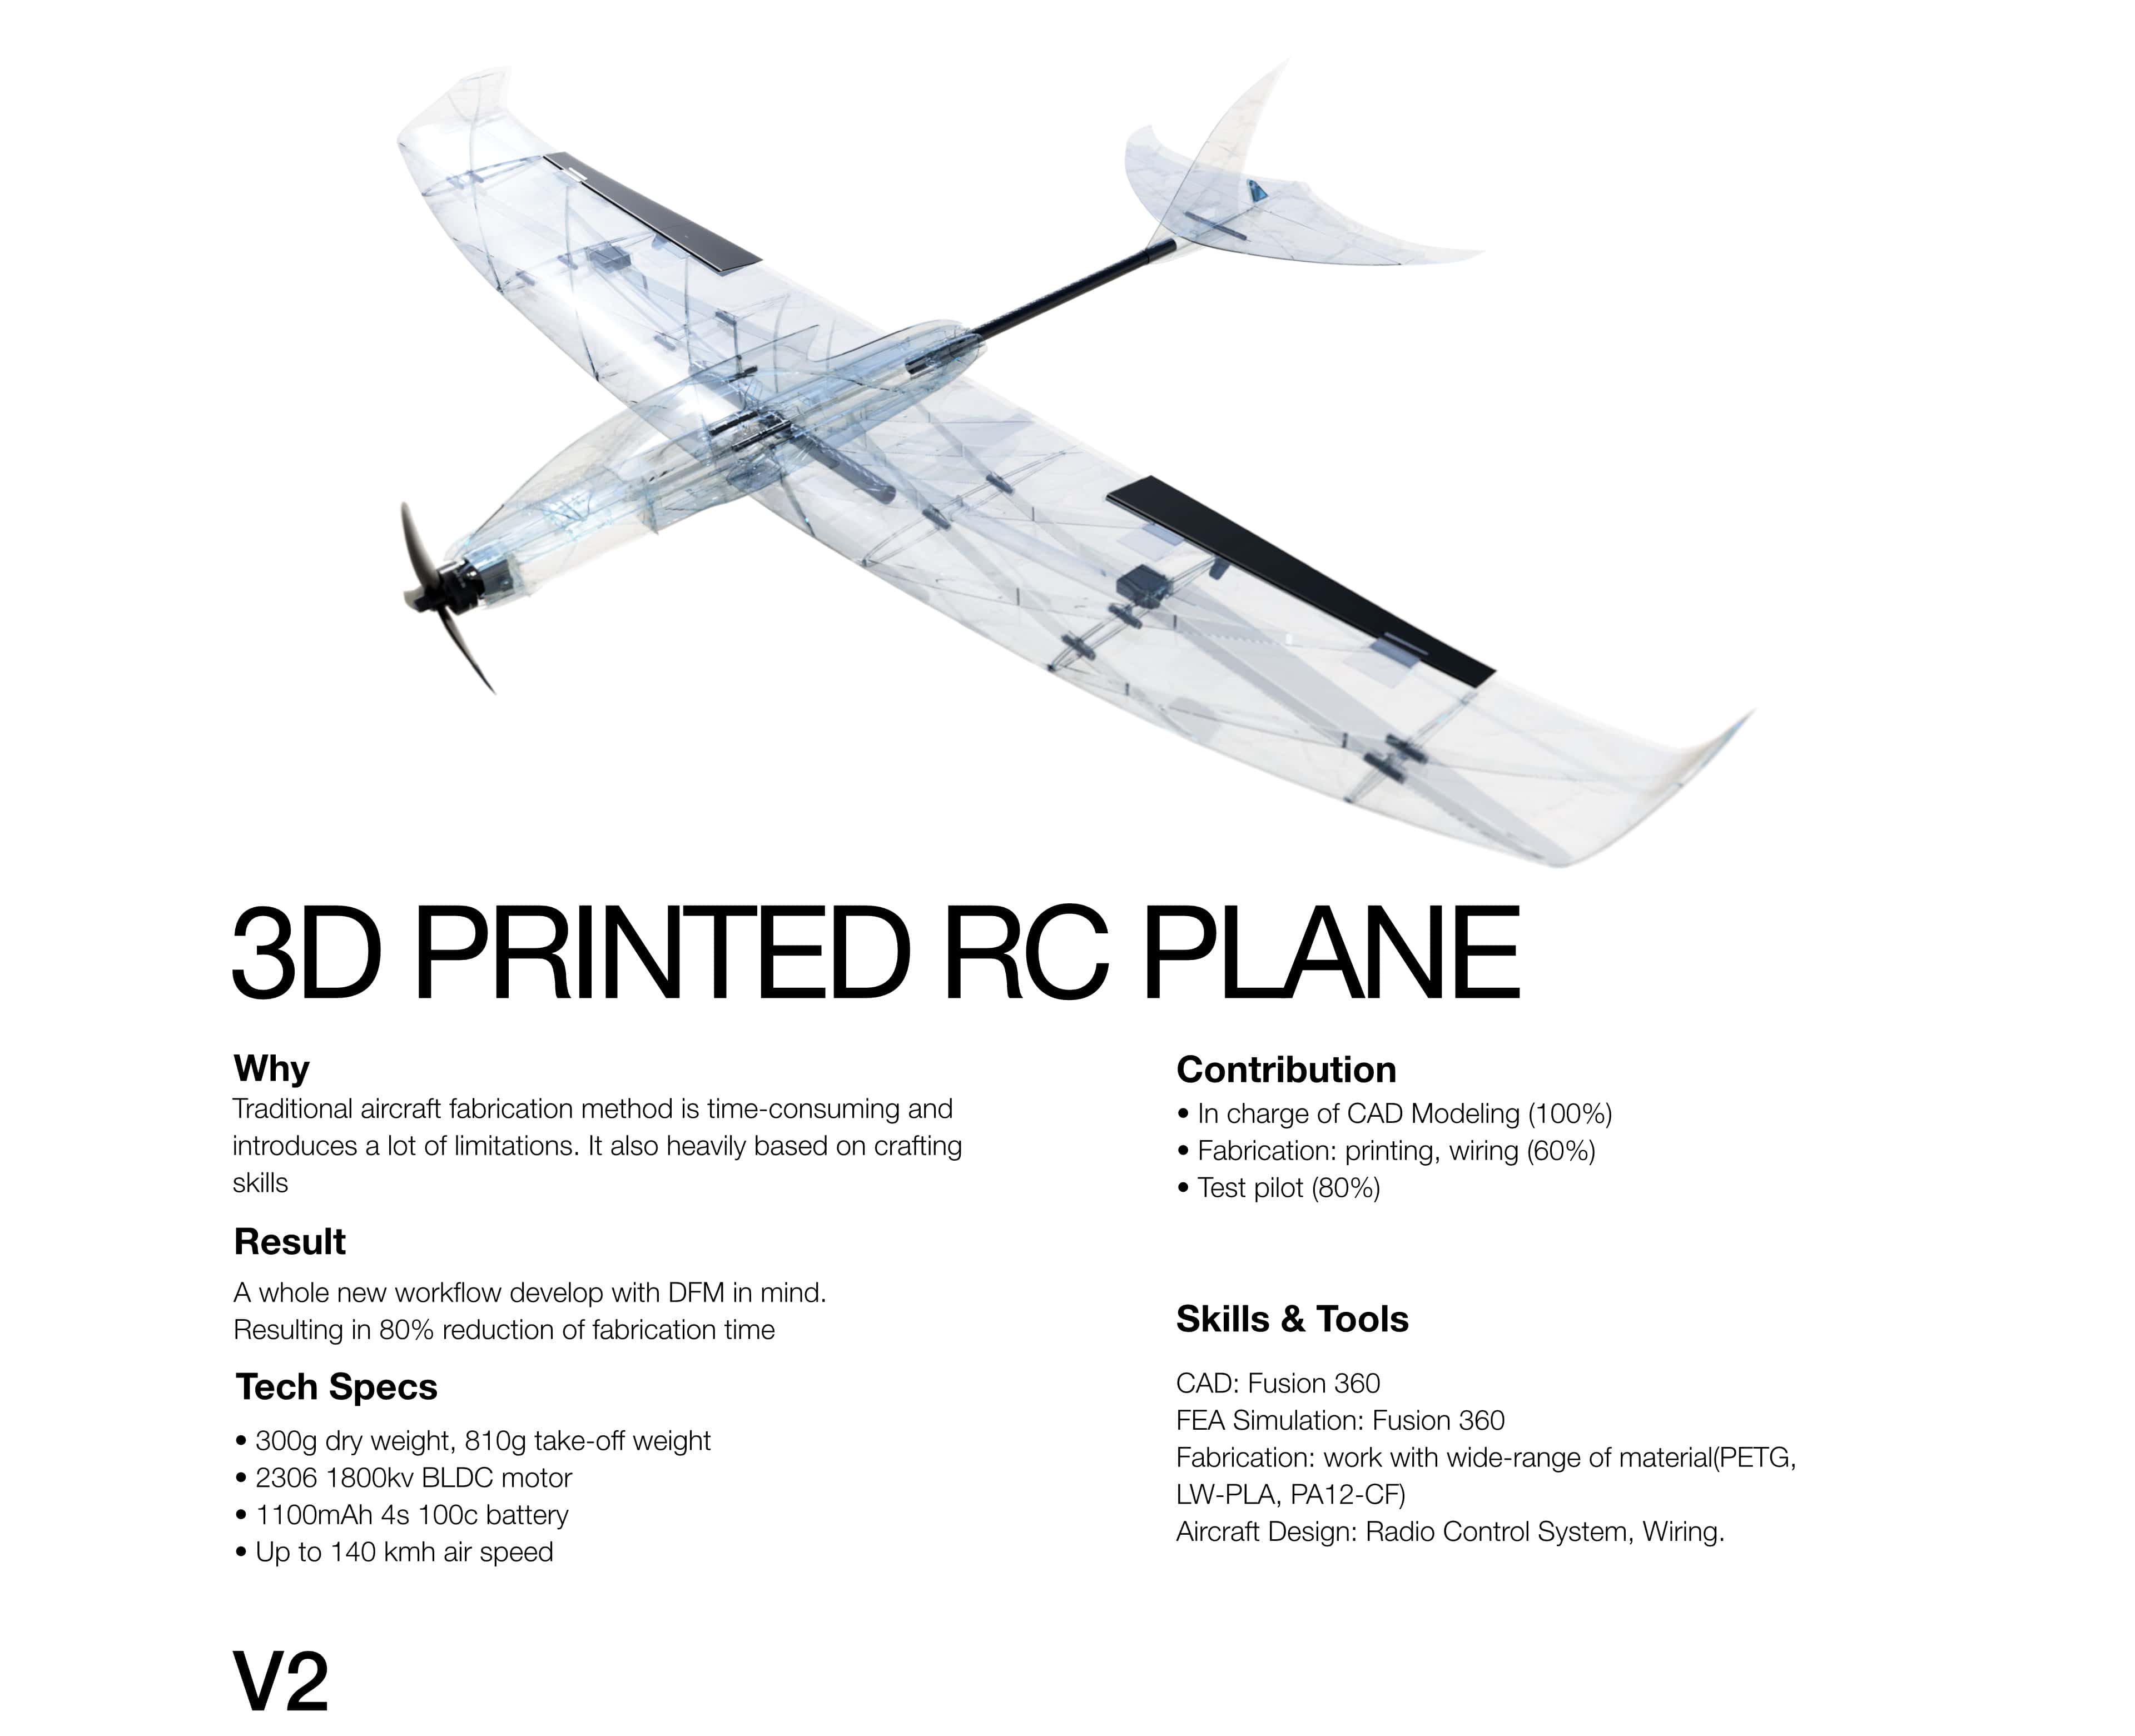 3D PRINTED RC PLANE
Why
Traditional aircraft fabrication method is time-consuming and
introduces a lot of limitations. It also heavily based on crafting
skills
Result
A whole new workflow develop with DFM in mind.
Resulting in 80% reduction of fabrication time
Tech Specs
• 300g dry weight, 810g take-off weight
• 2306 1800kv BLDC motor
• 1100mAh 4s 100c battery
• Up to 140 kmh air speed
Contribution
• In charge of CAD Modeling (100%)
• Fabrication: printing, wiring (60%)
• Test pilot (80%)
Skills & Tools
CAD: Fusion 360
FEA Simulation: Fusion 360
Fabrication: work with wide-range of material(PETG,
LW-PLA, PA12-CF)
Aircraft Design: Radio Control System, Wiring.
V2